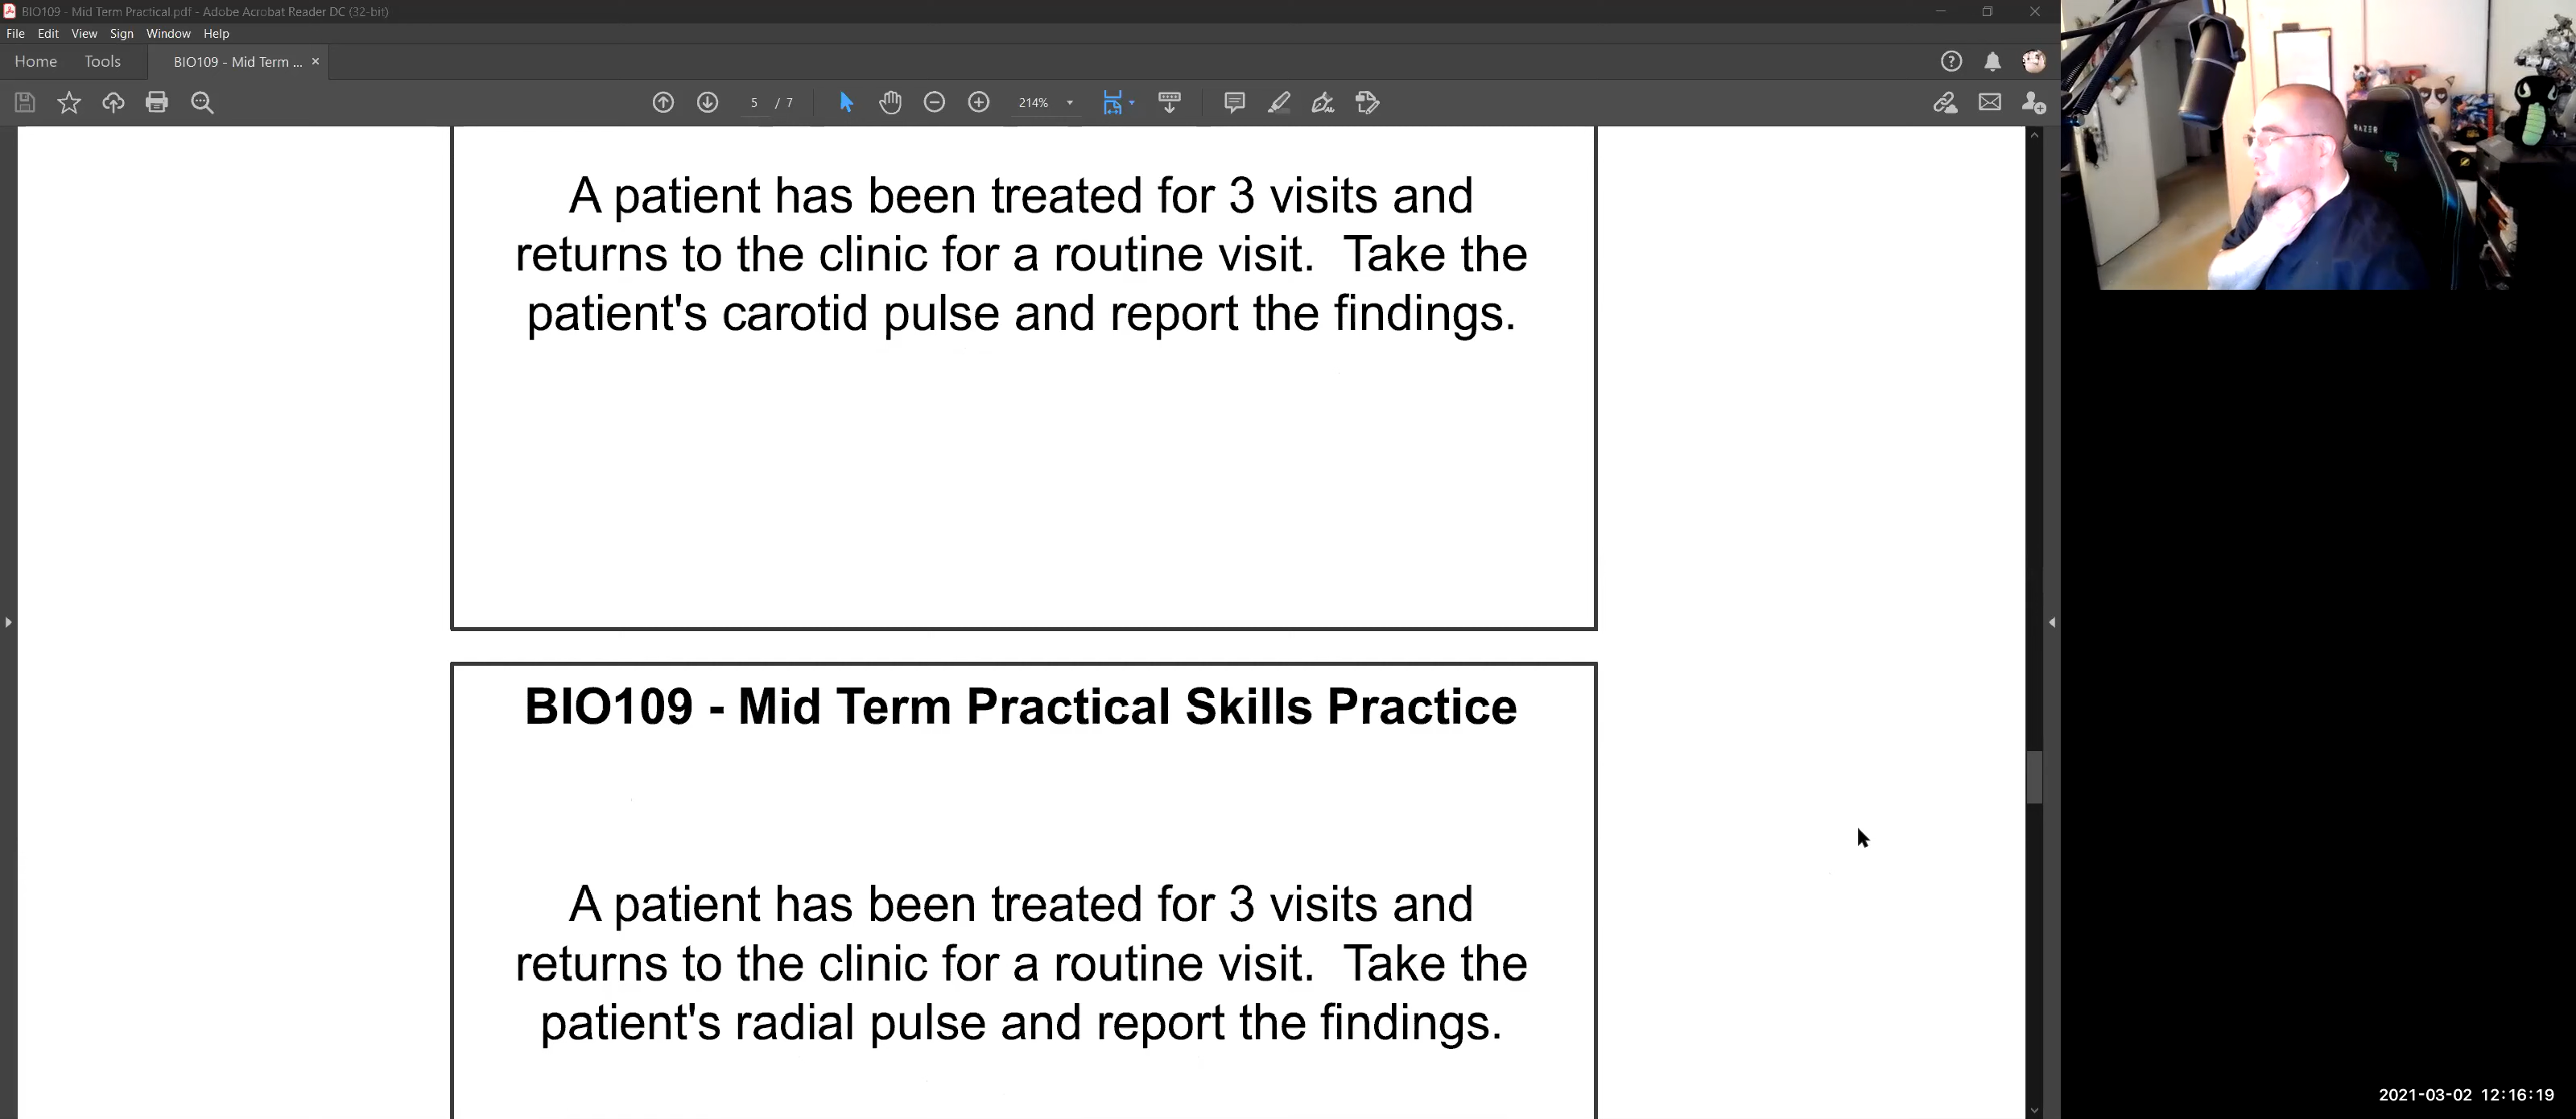 BIO109 - Mid Term Practical.pdf - Adobe Acrobat Reader DC (32-bit)
File Edit View Sign Window Help
Home Tools BIO109 - Mid Term ... ×
5 / 7 214%
A patient has been treated for 3 visits and
returns to the clinic for a routine visit. Take the
patient's carotid pulse and report the findings.
BIO109 - Mid Term Practical Skills Practice
A patient has been treated for 3 visits and
returns to the clinic for a routine visit. Take the
patient's radial pulse and report the findings.
RAZER
2021-03-02 12:16:19